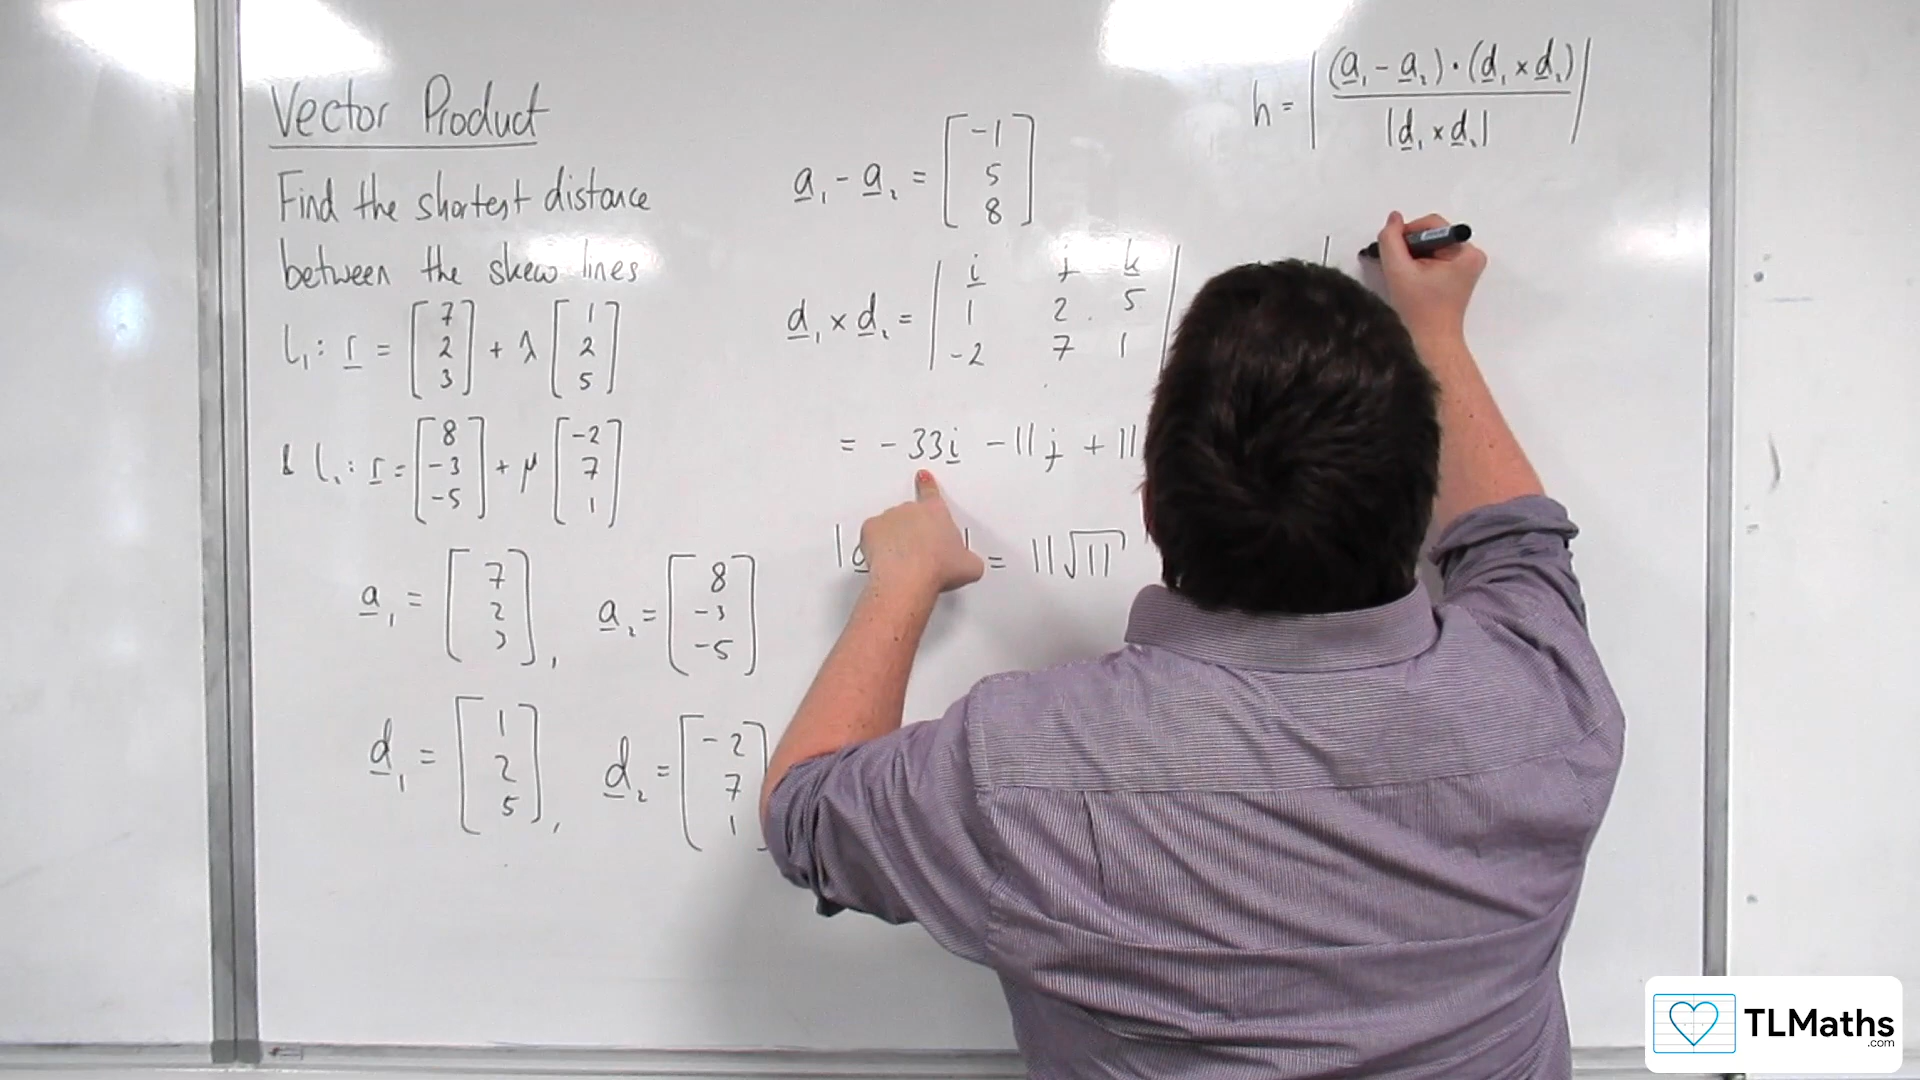 Vector Product
Find the shortest distance
between the skew lines
l₁: r = [7 2 3] + λ [1 2 5]
& l₂: r = [8 -3 -5] + μ [-2 7 1]
a₁ = [7 2 3], a₂ = [8 -3 -5]
d₁ = [1 2 5], d₂ = [-2 7 1]
a₁ - a₂ = [-1 5 8]
d₁ × d₂ = | i j k
1 2 5
-2 7 1 |
= -33i - 11j + 11
= 11√11
h = | (a₁ - a₂) · (d₁ × d₂)
|d₁ × d₂| |
TLMaths
.com